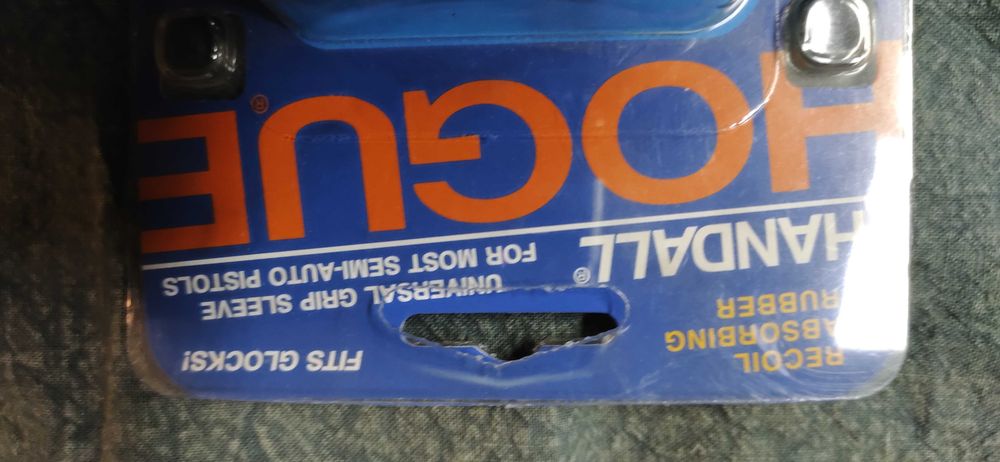 RECOIL
ABSORBING
RUBBER
FITS GLOCKS!
UNIVERSAL GRIP SLEEVE
FOR MOST SEMI-AUTO PISTOLS
HANDALL®
HOGUE®